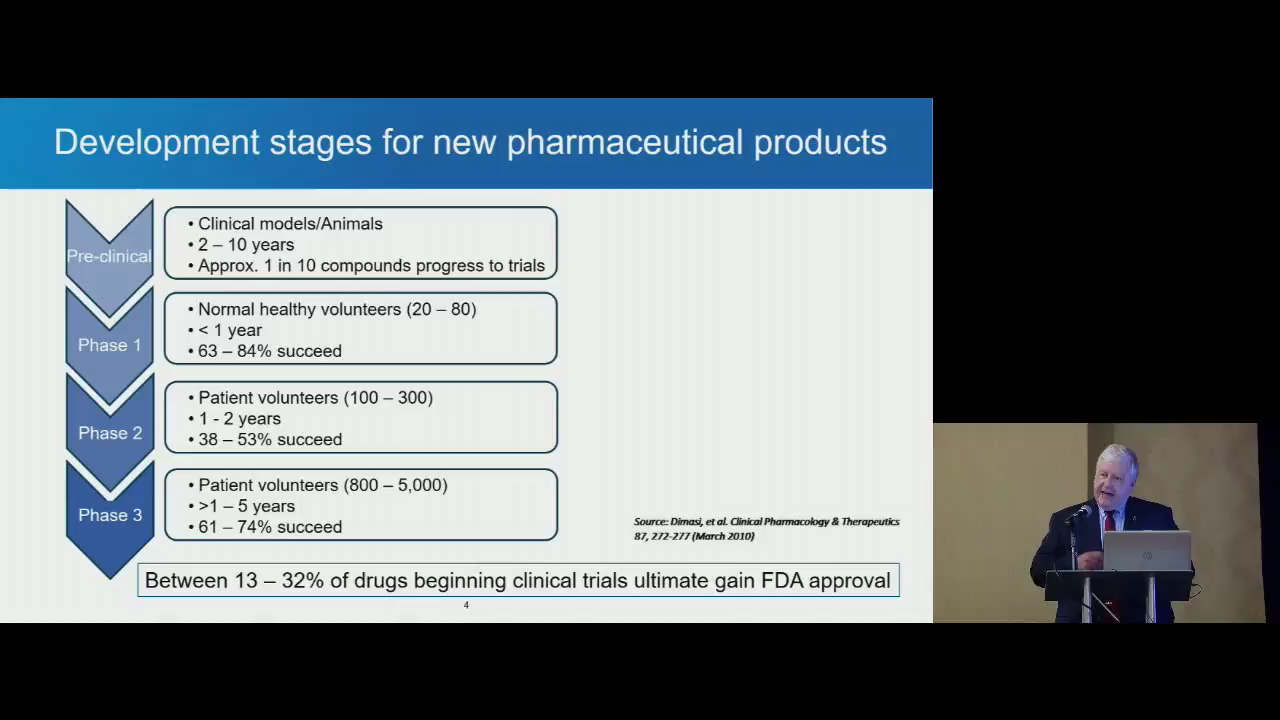 Development stages for new pharmaceutical products
Pre-clinical
• Clinical models/Animals
• 2 – 10 years
• Approx. 1 in 10 compounds progress to trials
Phase 1
• Normal healthy volunteers (20 – 80)
• < 1 year
• 63 – 84% succeed
Phase 2
• Patient volunteers (100 – 300)
• 1 - 2 years
• 38 – 53% succeed
Phase 3
• Patient volunteers (800 – 5,000)
• >1 – 5 years
• 61 – 74% succeed
Source: Dimasi, et al. Clinical Pharmacology & Therapeutics
87, 272-277 (March 2010)
Between 13 – 32% of drugs beginning clinical trials ultimate gain FDA approval
4